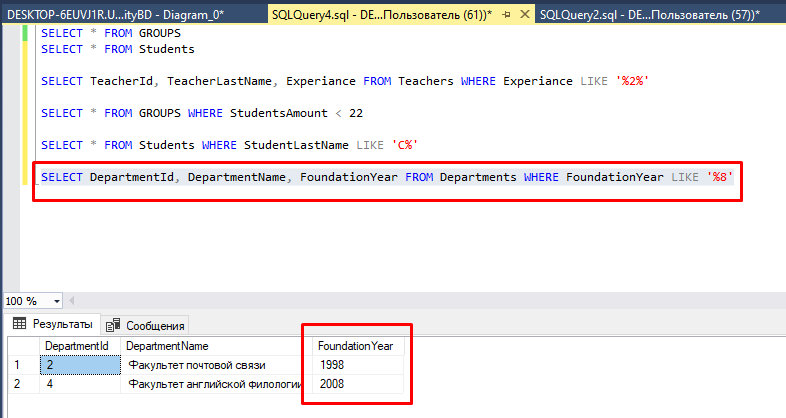 DESKTOP-6EUVJ1R.U...ityBD - Diagram_0* SQLQuery4.sql - DE...Пользователь (61))* SQLQuery2.sql - DE...Пользователь (57))*
SELECT * FROM GROUPS
SELECT * FROM Students
SELECT TeacherId, TeacherLastName, Experiance FROM Teachers WHERE Experiance LIKE '%2%'
SELECT * FROM GROUPS WHERE StudentsAmount < 22
SELECT * FROM Students WHERE StudentLastName LIKE 'C%'
SELECT DepartmentId, DepartmentName, FoundationYear FROM Departments WHERE FoundationYear LIKE '%8'
100 %
Результаты Сообщения
DepartmentId DepartmentName FoundationYear
1 2 Факультет почтовой связи 1998
2 4 Факультет английской филологии 2008